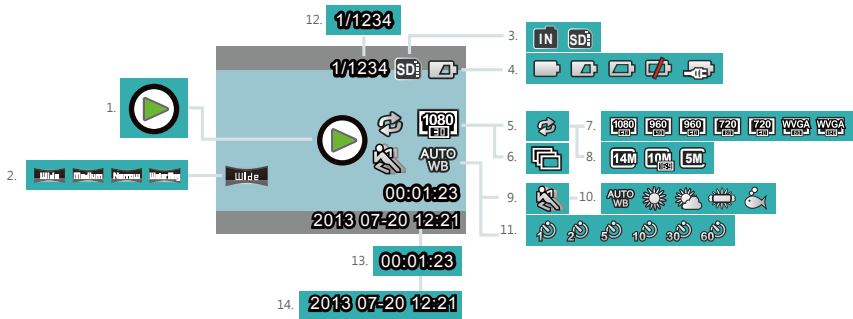 12. 1/1234
1/1234 SD
3. IN SD
4.
1.
1080
5. 7. 1080 960 960 720 720 WVGA WVGA
6. 8. 14M 10M 5M
2. Wide Medium Narrow
Wide
AUTO WB
9. 10. AUTO WB
00:01:23
11. 1 2 5 10 30 60
2013 07-20 12:21
13. 00:01:23
14. 2013 07-20 12:21